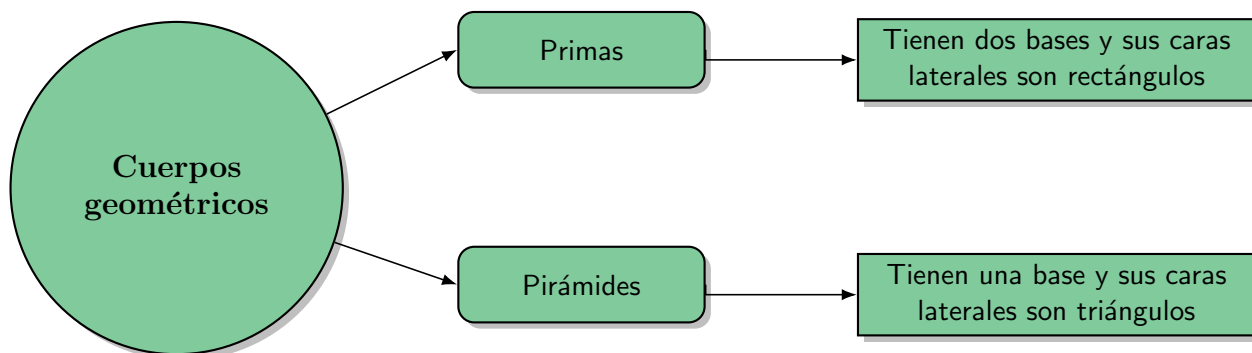 Cuerpos
geométricos
Primas
Tienen dos bases y sus caras
laterales son rectángulos
Pirámides
Tienen una base y sus caras
laterales son triángulos